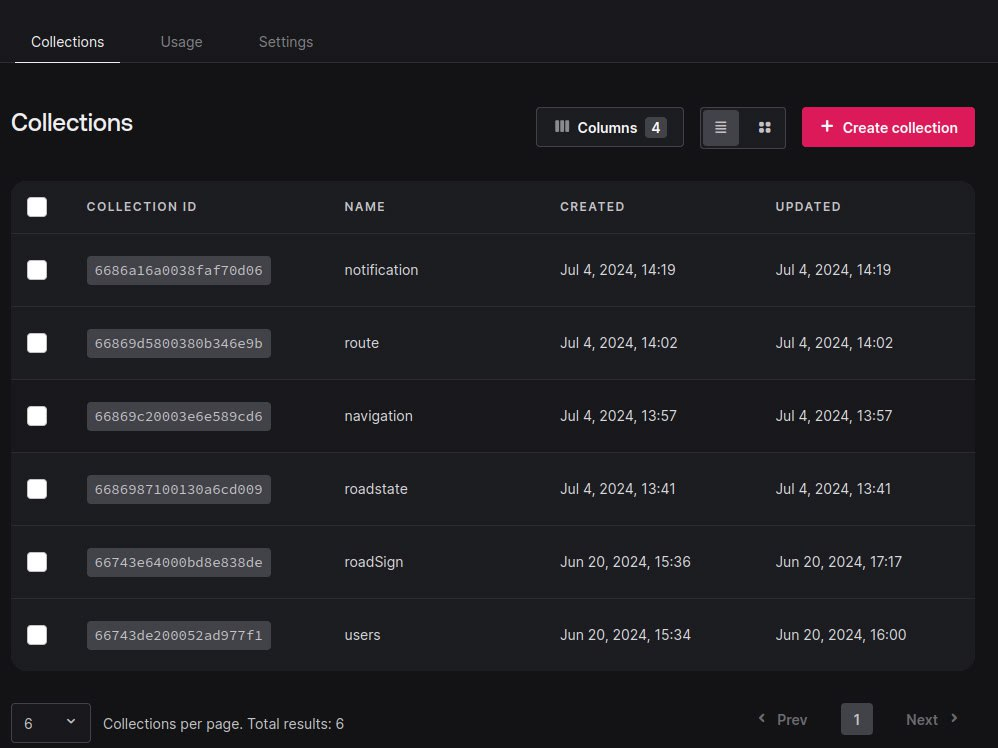 Collections Usage Settings
Collections
Columns 4
+ Create collection
COLLECTION ID NAME CREATED UPDATED
6686a16a0038faf70d06 notification Jul 4, 2024, 14:19 Jul 4, 2024, 14:19
66869d5800380b346e9b route Jul 4, 2024, 14:02 Jul 4, 2024, 14:02
66869c20003e6e589cd6 navigation Jul 4, 2024, 13:57 Jul 4, 2024, 13:57
6686987100130a6cd009 roadstate Jul 4, 2024, 13:41 Jul 4, 2024, 13:41
66743e64000bd8e838de roadSign Jun 20, 2024, 15:36 Jun 20, 2024, 17:17
66743de200052ad977f1 users Jun 20, 2024, 15:34 Jun 20, 2024, 16:00
6 Collections per page. Total results: 6 Prev 1 Next